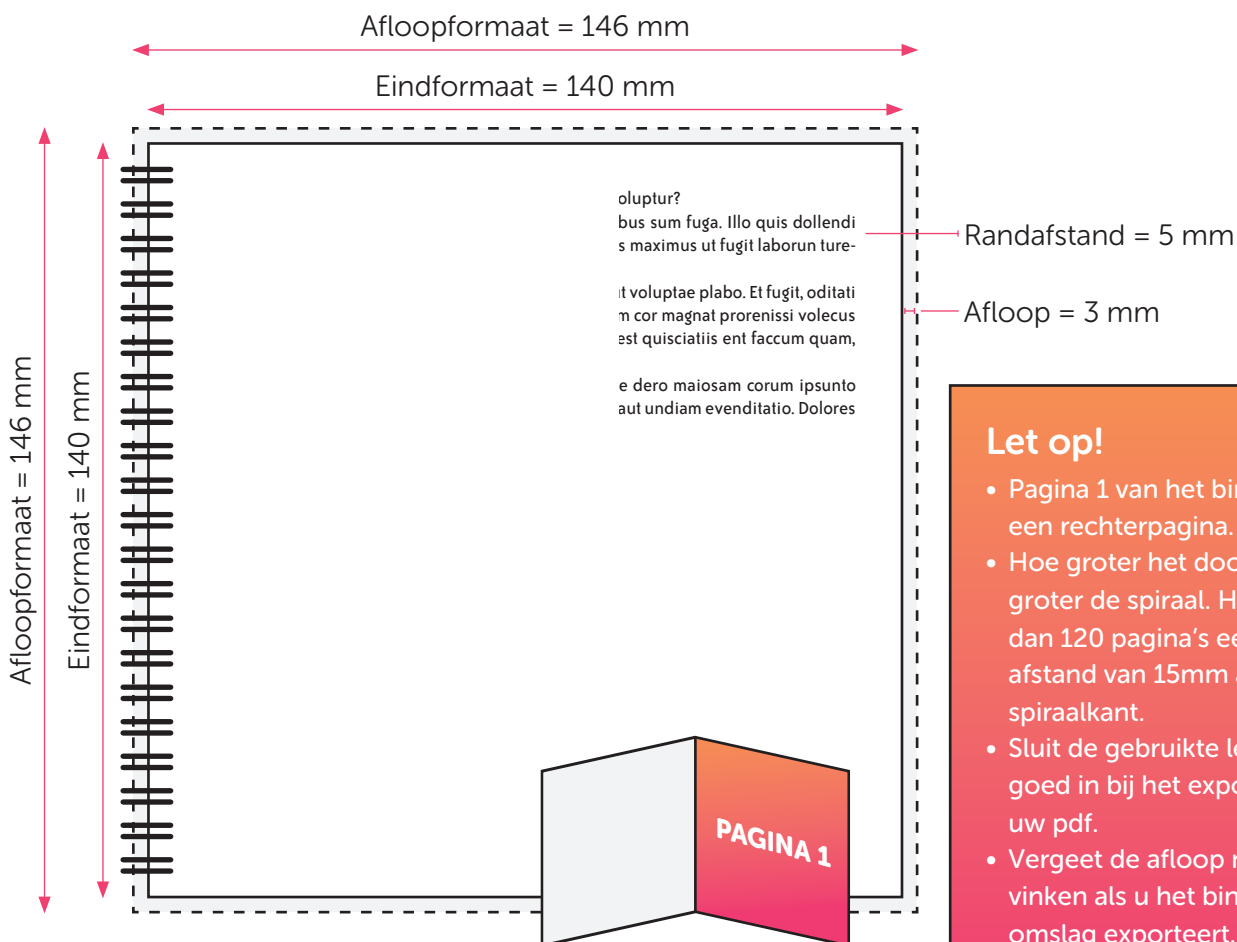 Afloopformaat = 146 mm
Eindformaat = 140 mm
Afloopformaat = 146 mm
Eindformaat = 140 mm
oluptur?
bus sum fuga. Illo quis dollendi
s maximus ut fugit laborun ture-
t voluptae plabo. Et fugit, oditati
m cor magnat prorenissi volecus
est quisciatiis ent faccum quam,
e dero maiosam corum ipsunto
aut undiam evenditatio. Dolores
Randafstand = 5 mm
Afloop = 3 mm
PAGINA 1
Let op!
• Pagina 1 van het bin
een rechterpagina.
• Hoe groter het doo
groter de spiraal. H
dan 120 pagina's ee
afstand van 15mm
spiraalkant.
• Sluit de gebruikte le
goed in bij het expo
uw pdf.
• Vergeet de afloop
vinken als u het bin
omslag exporteert.